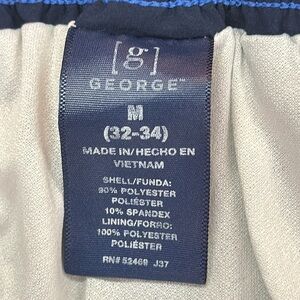 [g]
GEORGE™
M
(32-34)
MADE IN/HECHO EN
VIETNAM
SHELL/FUNDA:
90% POLYESTER
POLIÉSTER
10% SPANDEX
LINING/FORRO:
100% POLYESTER
POLIÉSTER
RN# 52469 J37